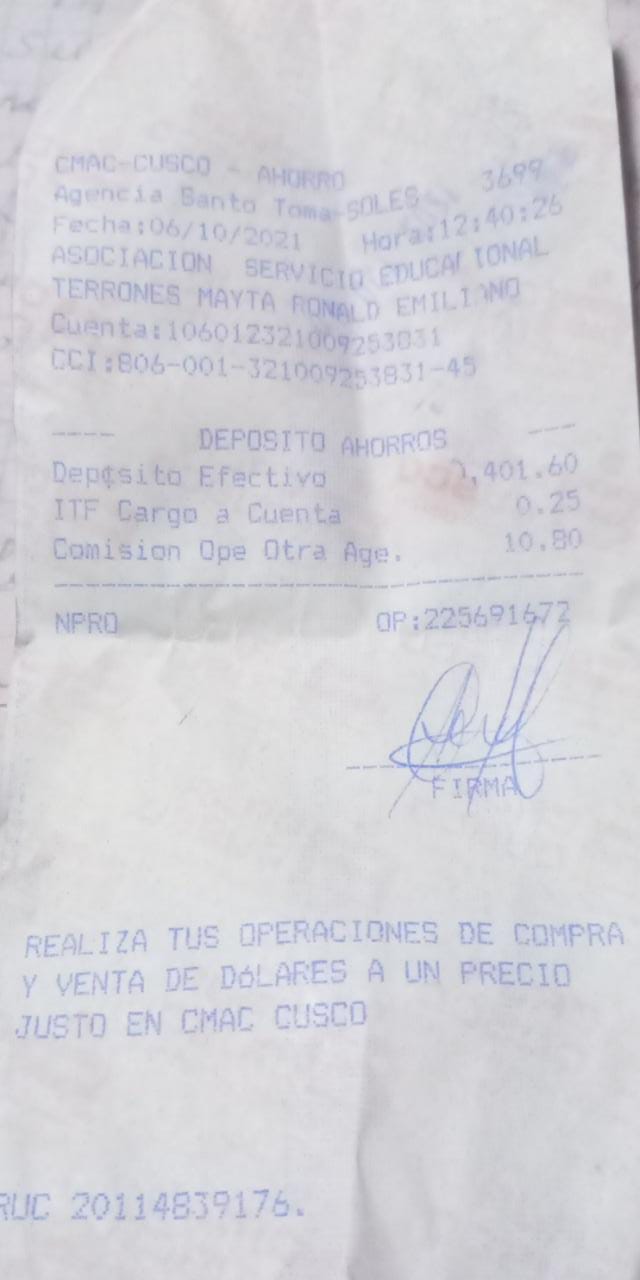 CMAC-CUSCO - AHORRO 3699
Agencia Santo Toma-SOLES
Fecha:06/10/2021 Hora:12:40:26
ASOCIACION SERVICIO EDUCACIONAL
TERRONES MAYTA RONALD EMILIANO
Cuenta:106012321009253831
CCI:806-001-321009253831-45
---- DEPOSITO AHORROS ----
Depósito Efectivo
ITF Cargo a Cuenta 0.25
Comision Ope Otra Age. 10.80
NPRO OP:225691672
FIRMA
REALIZA TUS OPERACIONES DE COMPRA
Y VENTA DE DóLARES A UN PRECIO
JUSTO EN CMAC CUSCO
RUC 20114839176.